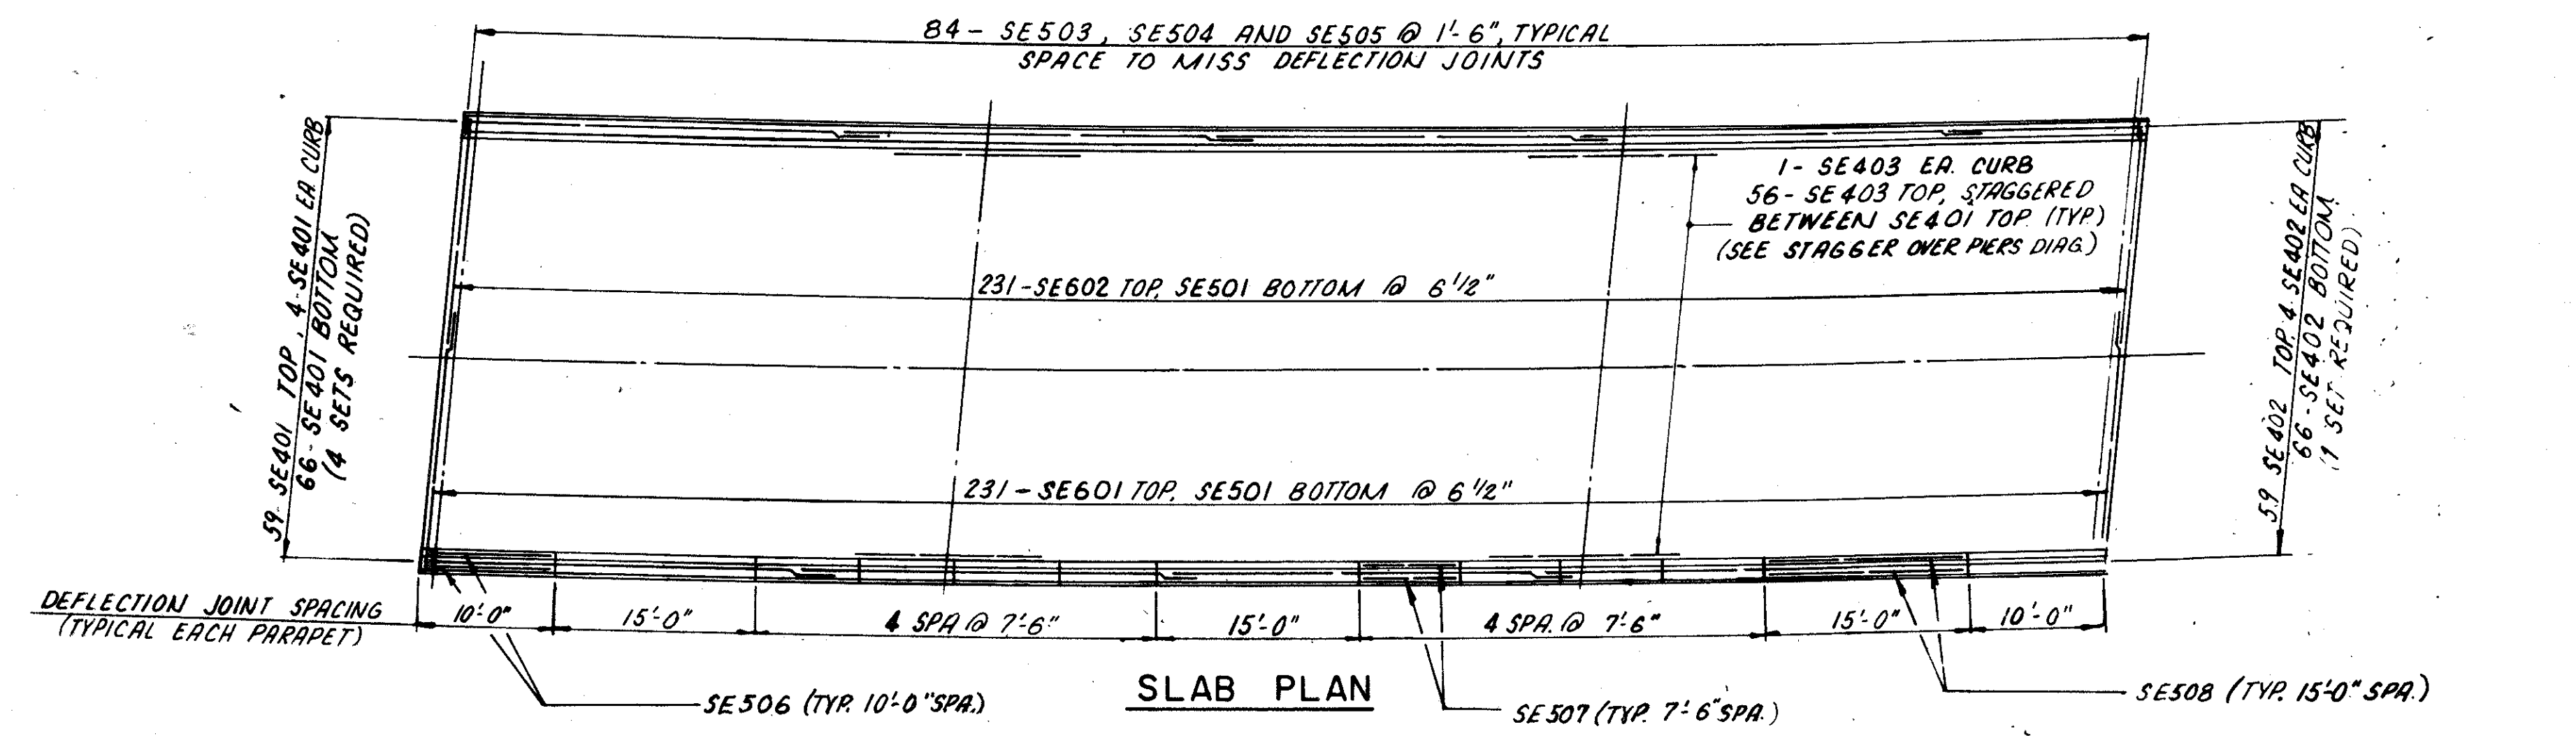 84 - SE503, SE504 AND SE505 @ 1'-6", TYPICAL
SPACE TO MISS DEFLECTION JOINTS
59- SE401 TOP, 4-SE401 EA CURB
66- SE401 BOTTOM
(4 SETS REQUIRED)
1- SE403 EA. CURB
56- SE403 TOP, STAGGERED
BETWEEN SE401 TOP (TYP.)
(SEE STAGGER OVER PIERS DIAG.)
59 SE402 TOP, 4-SE402 EA CURB
66 - SE402 BOTTOM
(1 SET REQUIRED)
231-SE602 TOP, SE501 BOTTOM @ 6 1/2"
231-SE601 TOP, SE501 BOTTOM @ 6 1/2"
DEFLECTION JOINT SPACING
(TYPICAL EACH PARAPET)
10'-0"
15'-0"
4 SPA @ 7'-6"
15'-0"
4 SPA. @ 7'-6"
15'-0"
10'-0"
SE506 (TYP. 10'-0" SPA.)
SLAB PLAN
SE507 (TYP. 7'-6" SPA.)
SE508 (TYP. 15'-0" SPA.)